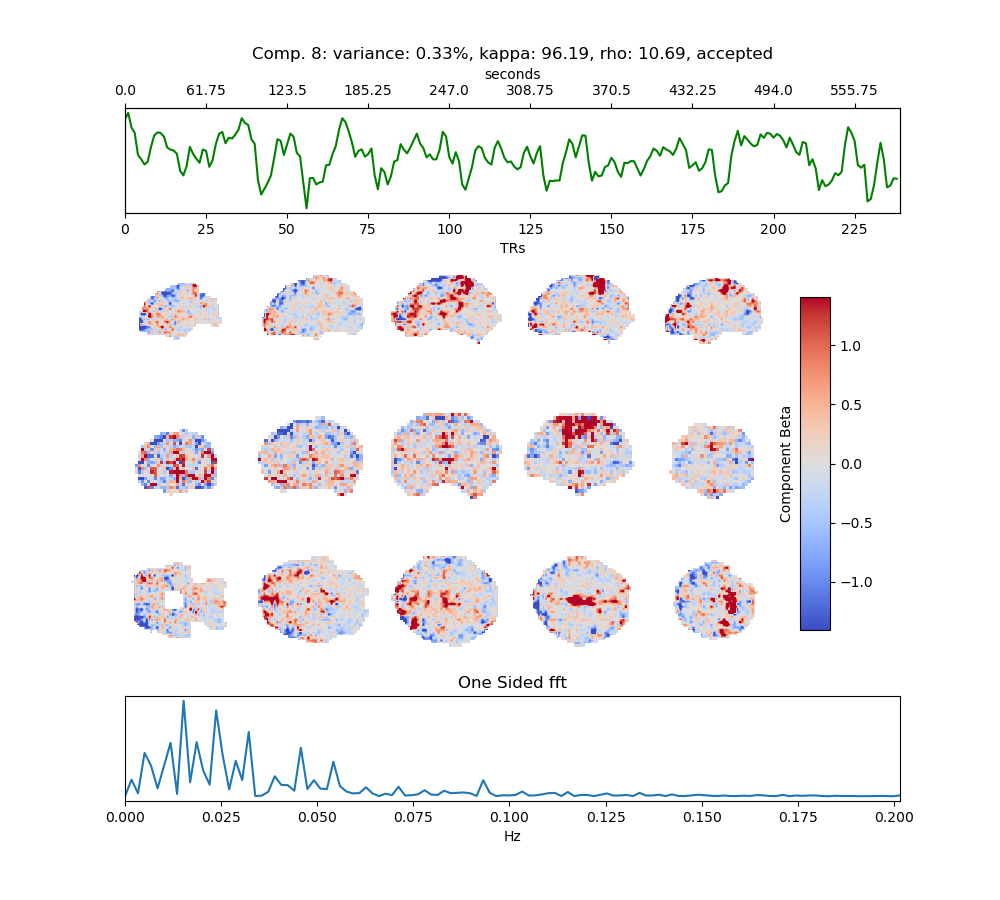 Comp. 8: variance: 0.33%, kappa: 96.19, rho: 10.69, accepted
seconds
0.0 61.75 123.5 185.25 247.0 308.75 370.5 432.25 494.0 555.75
0 25 50 75 100 125 150 175 200 225
TRs
1.0
0.5
0.0
−0.5
−1.0
Component Beta
One Sided fft
0.000 0.025 0.050 0.075 0.100 0.125 0.150 0.175 0.200
Hz